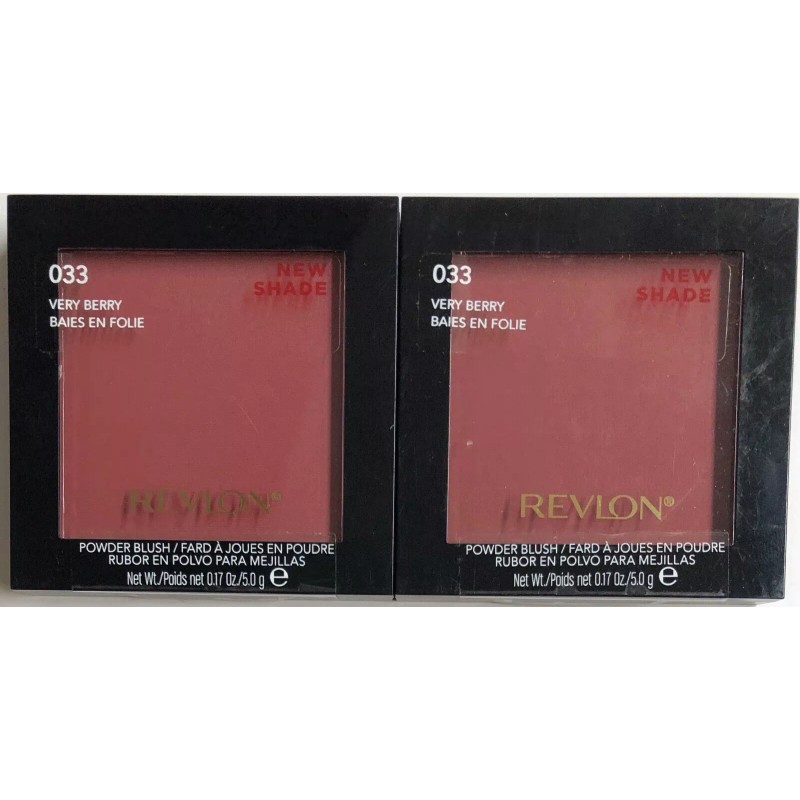 033
NEW
SHADE
VERY BERRY
BAIES EN FOLIE
REVLON®
POWDER BLUSH / FARD À JOUES EN POUDRE
RUBOR EN POLVO PARA MEJILLAS
Net Wt./Poids net 0.17 Oz/5.0 g e
033
NEW
SHADE
VERY BERRY
BAIES EN FOLIE
REVLON®
POWDER BLUSH / FARD À JOUES EN POUDRE
RUBOR EN POLVO PARA MEJILLAS
Net Wt./Poids net 0.17 Oz/5.0 g e